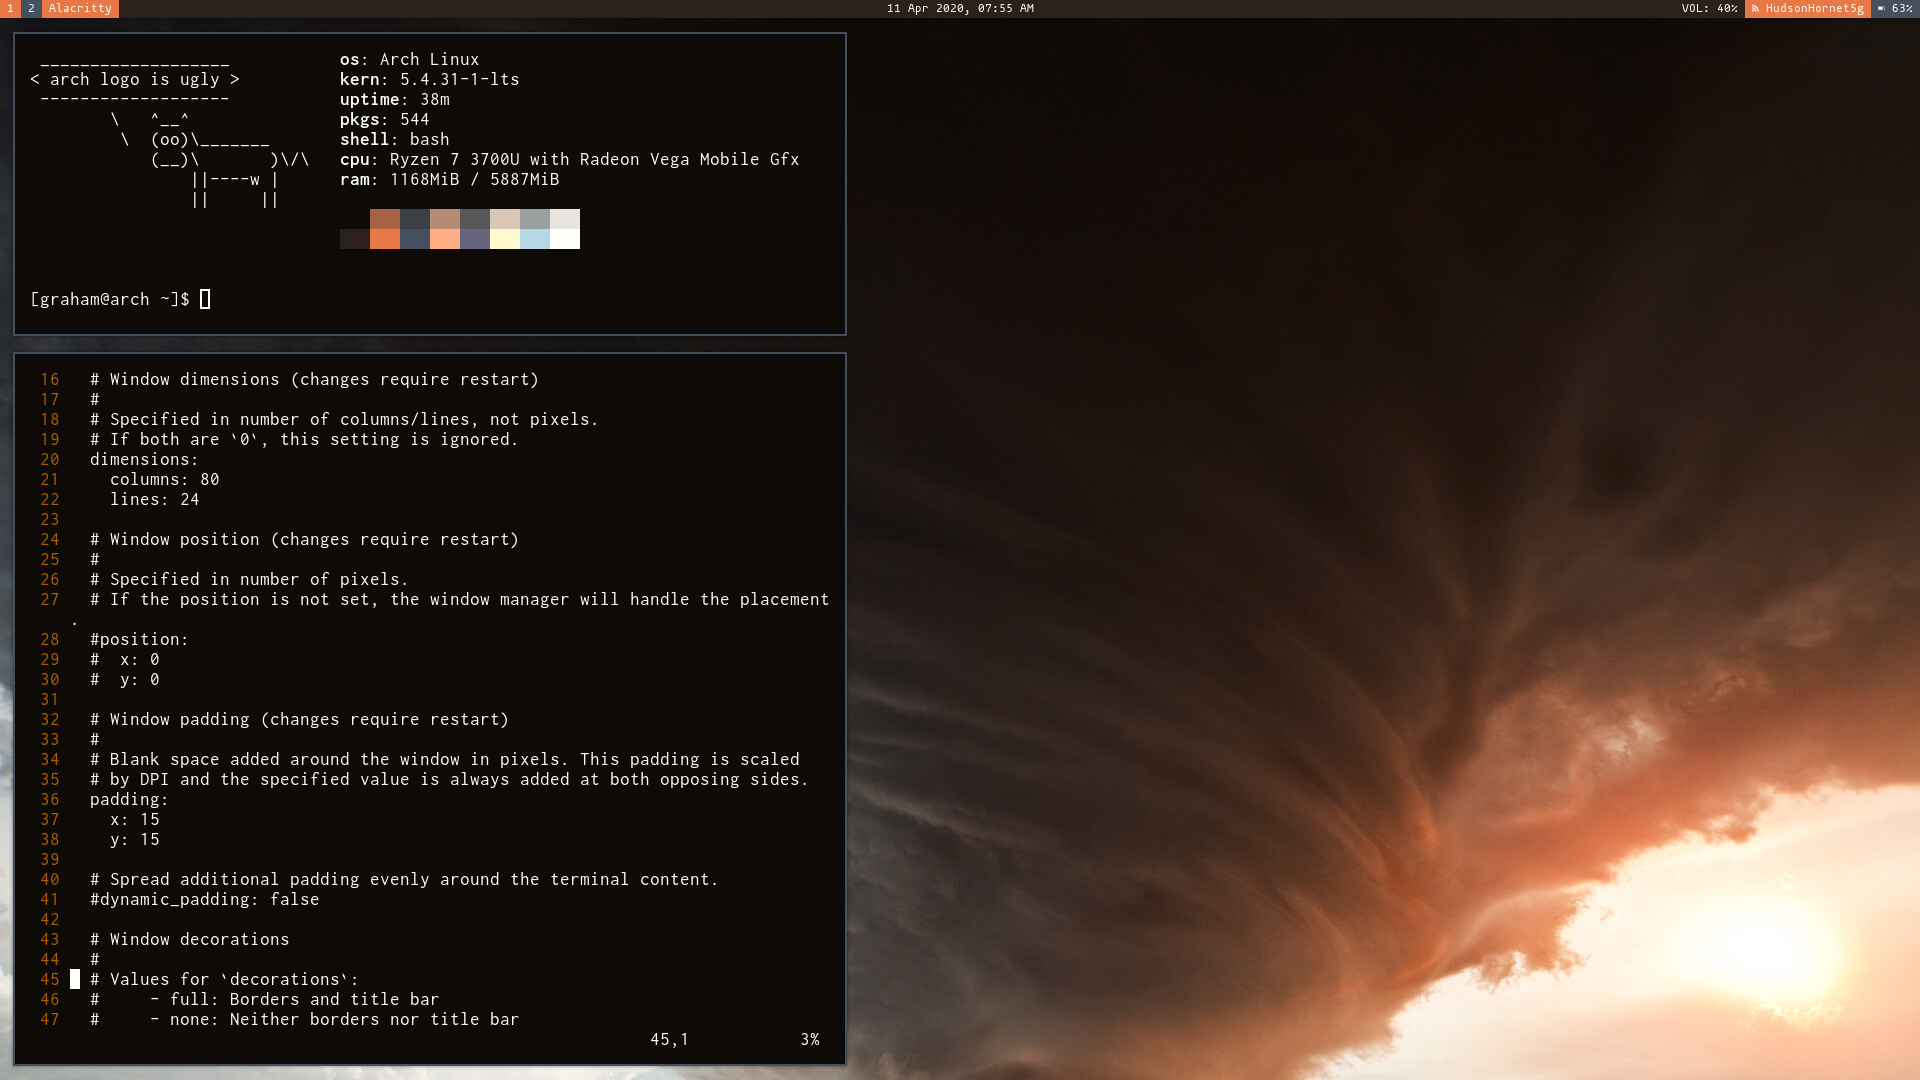 1 2 Alacritty 11 Apr 2020, 07:55 AM VOL: 40% HudsonHornet5g 63%
___________________
< arch logo is ugly >
-------------------
\   ^__^
\  (oo)\_______
(__)\       )\/\
||----w |
||     ||
os: Arch Linux
kern: 5.4.31-1-lts
uptime: 38m
pkgs: 544
shell: bash
cpu: Ryzen 7 3700U with Radeon Vega Mobile Gfx
ram: 1168MiB / 5887MiB
[graham@arch ~]$
16 # Window dimensions (changes require restart)
17 #
18 # Specified in number of columns/lines, not pixels.
19 # If both are `0`, this setting is ignored.
20 dimensions:
21   columns: 80
22   lines: 24
23
24 # Window position (changes require restart)
25 #
26 # Specified in number of pixels.
27 # If the position is not set, the window manager will handle the placement
.
28 #position:
29 #  x: 0
30 #  y: 0
31
32 # Window padding (changes require restart)
33 #
34 # Blank space added around the window in pixels. This padding is scaled
35 # by DPI and the specified value is always added at both opposing sides.
36 padding:
37   x: 15
38   y: 15
39
40 # Spread additional padding evenly around the terminal content.
41 #dynamic_padding: false
42
43 # Window decorations
44 #
45 # Values for `decorations`:
46 #     - full: Borders and title bar
47 #     - none: Neither borders nor title bar
45,1 3%